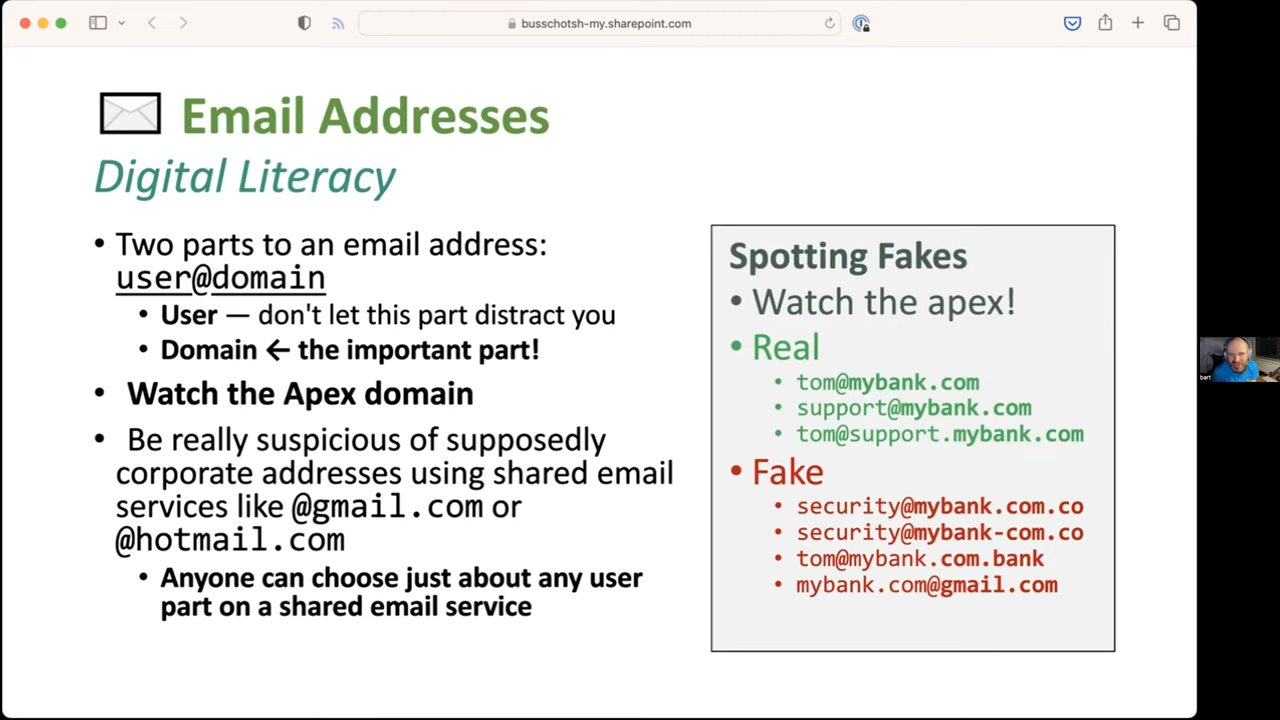 busschotsh-my.sharepoint.com
Email Addresses
Digital Literacy
• Two parts to an email address:
user@domain
• User — don't let this part distract you
• Domain ← the important part!
• Watch the Apex domain
• Be really suspicious of supposedly
corporate addresses using shared email
services like @gmail.com or
@hotmail.com
• Anyone can choose just about any user
part on a shared email service
Spotting Fakes
• Watch the apex!
• Real
• tom@mybank.com
• support@mybank.com
• tom@support.mybank.com
• Fake
• security@mybank.com.co
• security@mybank-com.co
• tom@mybank.com.bank
• mybank.com@gmail.com
bart